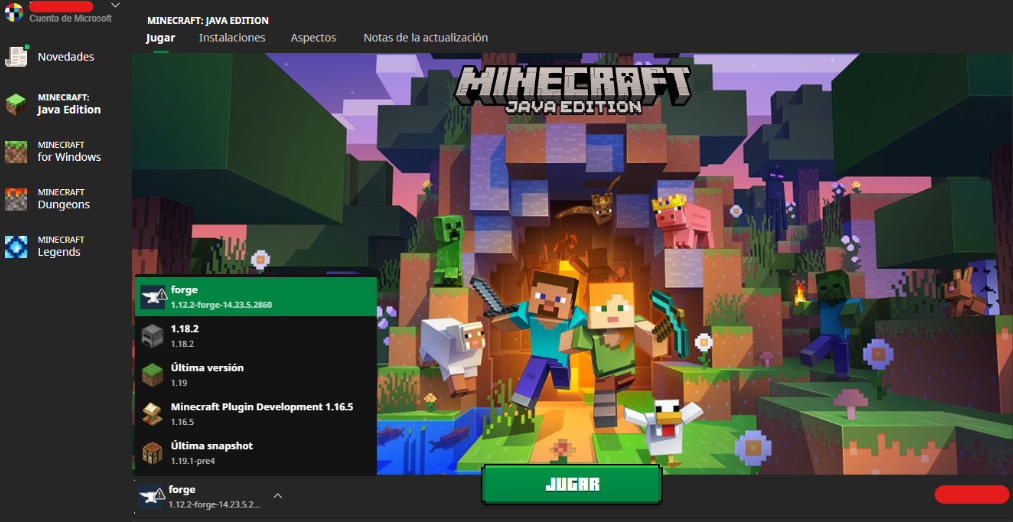 Cuenta de Microsoft
Novedades
MINECRAFT:
Java Edition
MINECRAFT
for Windows
MINECRAFT
Dungeons
MINECRAFT
Legends
MINECRAFT: JAVA EDITION
Jugar Instalaciones Aspectos Notas de la actualización
MINECRAFT
JAVA EDITION
forge
1.12.2-forge-14.23.5.2860
1.18.2
1.18.2
Última versión
1.19
Minecraft Plugin Development 1.16.5
1.16.5
Última snapshot
1.19.1-pre4
forge
1.12.2-forge-14.23.5.2...
JUGAR